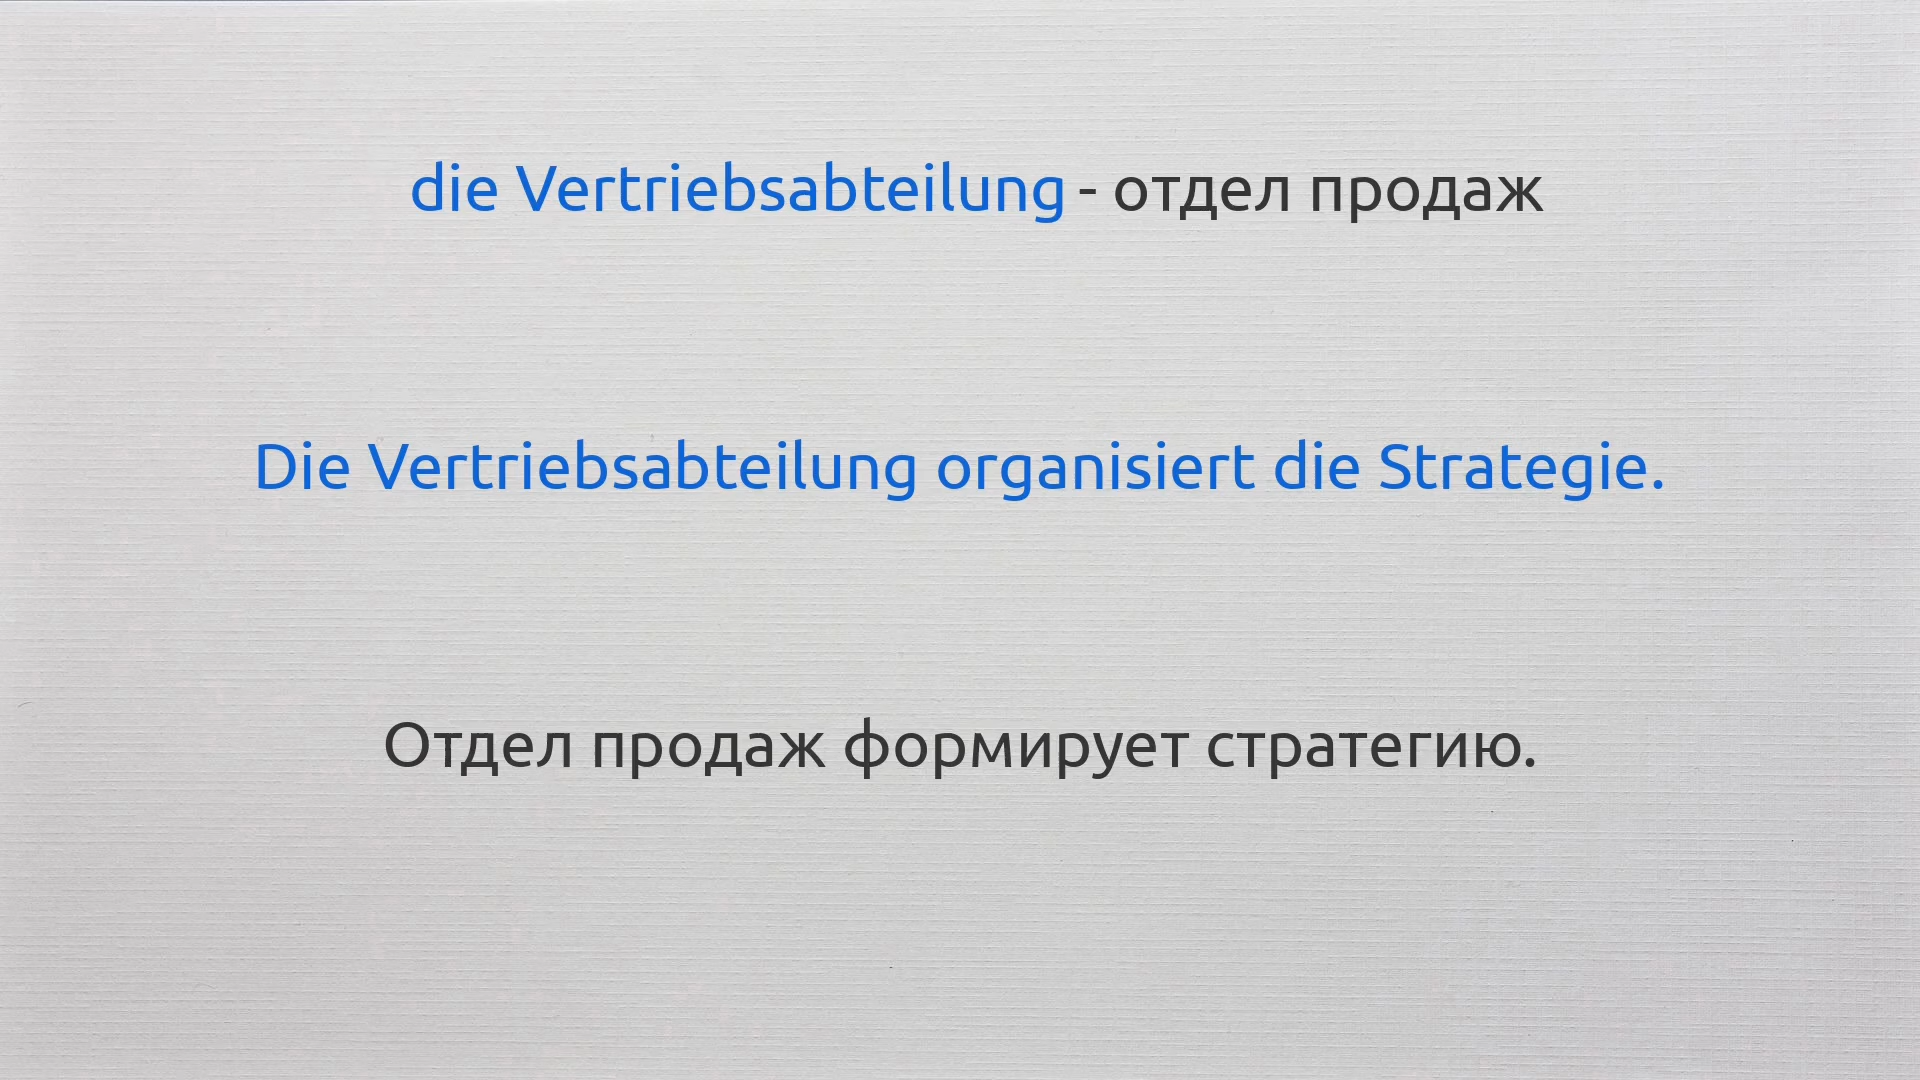 die Vertriebsabteilung - отдел продаж
Die Vertriebsabteilung organisiert die Strategie.
Отдел продаж формирует стратегию.